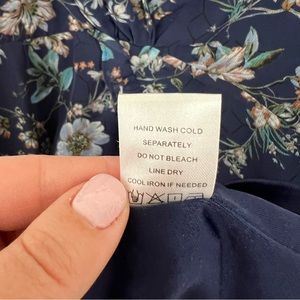 HAND WASH COLD
SEPARATELY
DO NOT BLEACH
LINE DRY
COOL IRON IF NEEDED